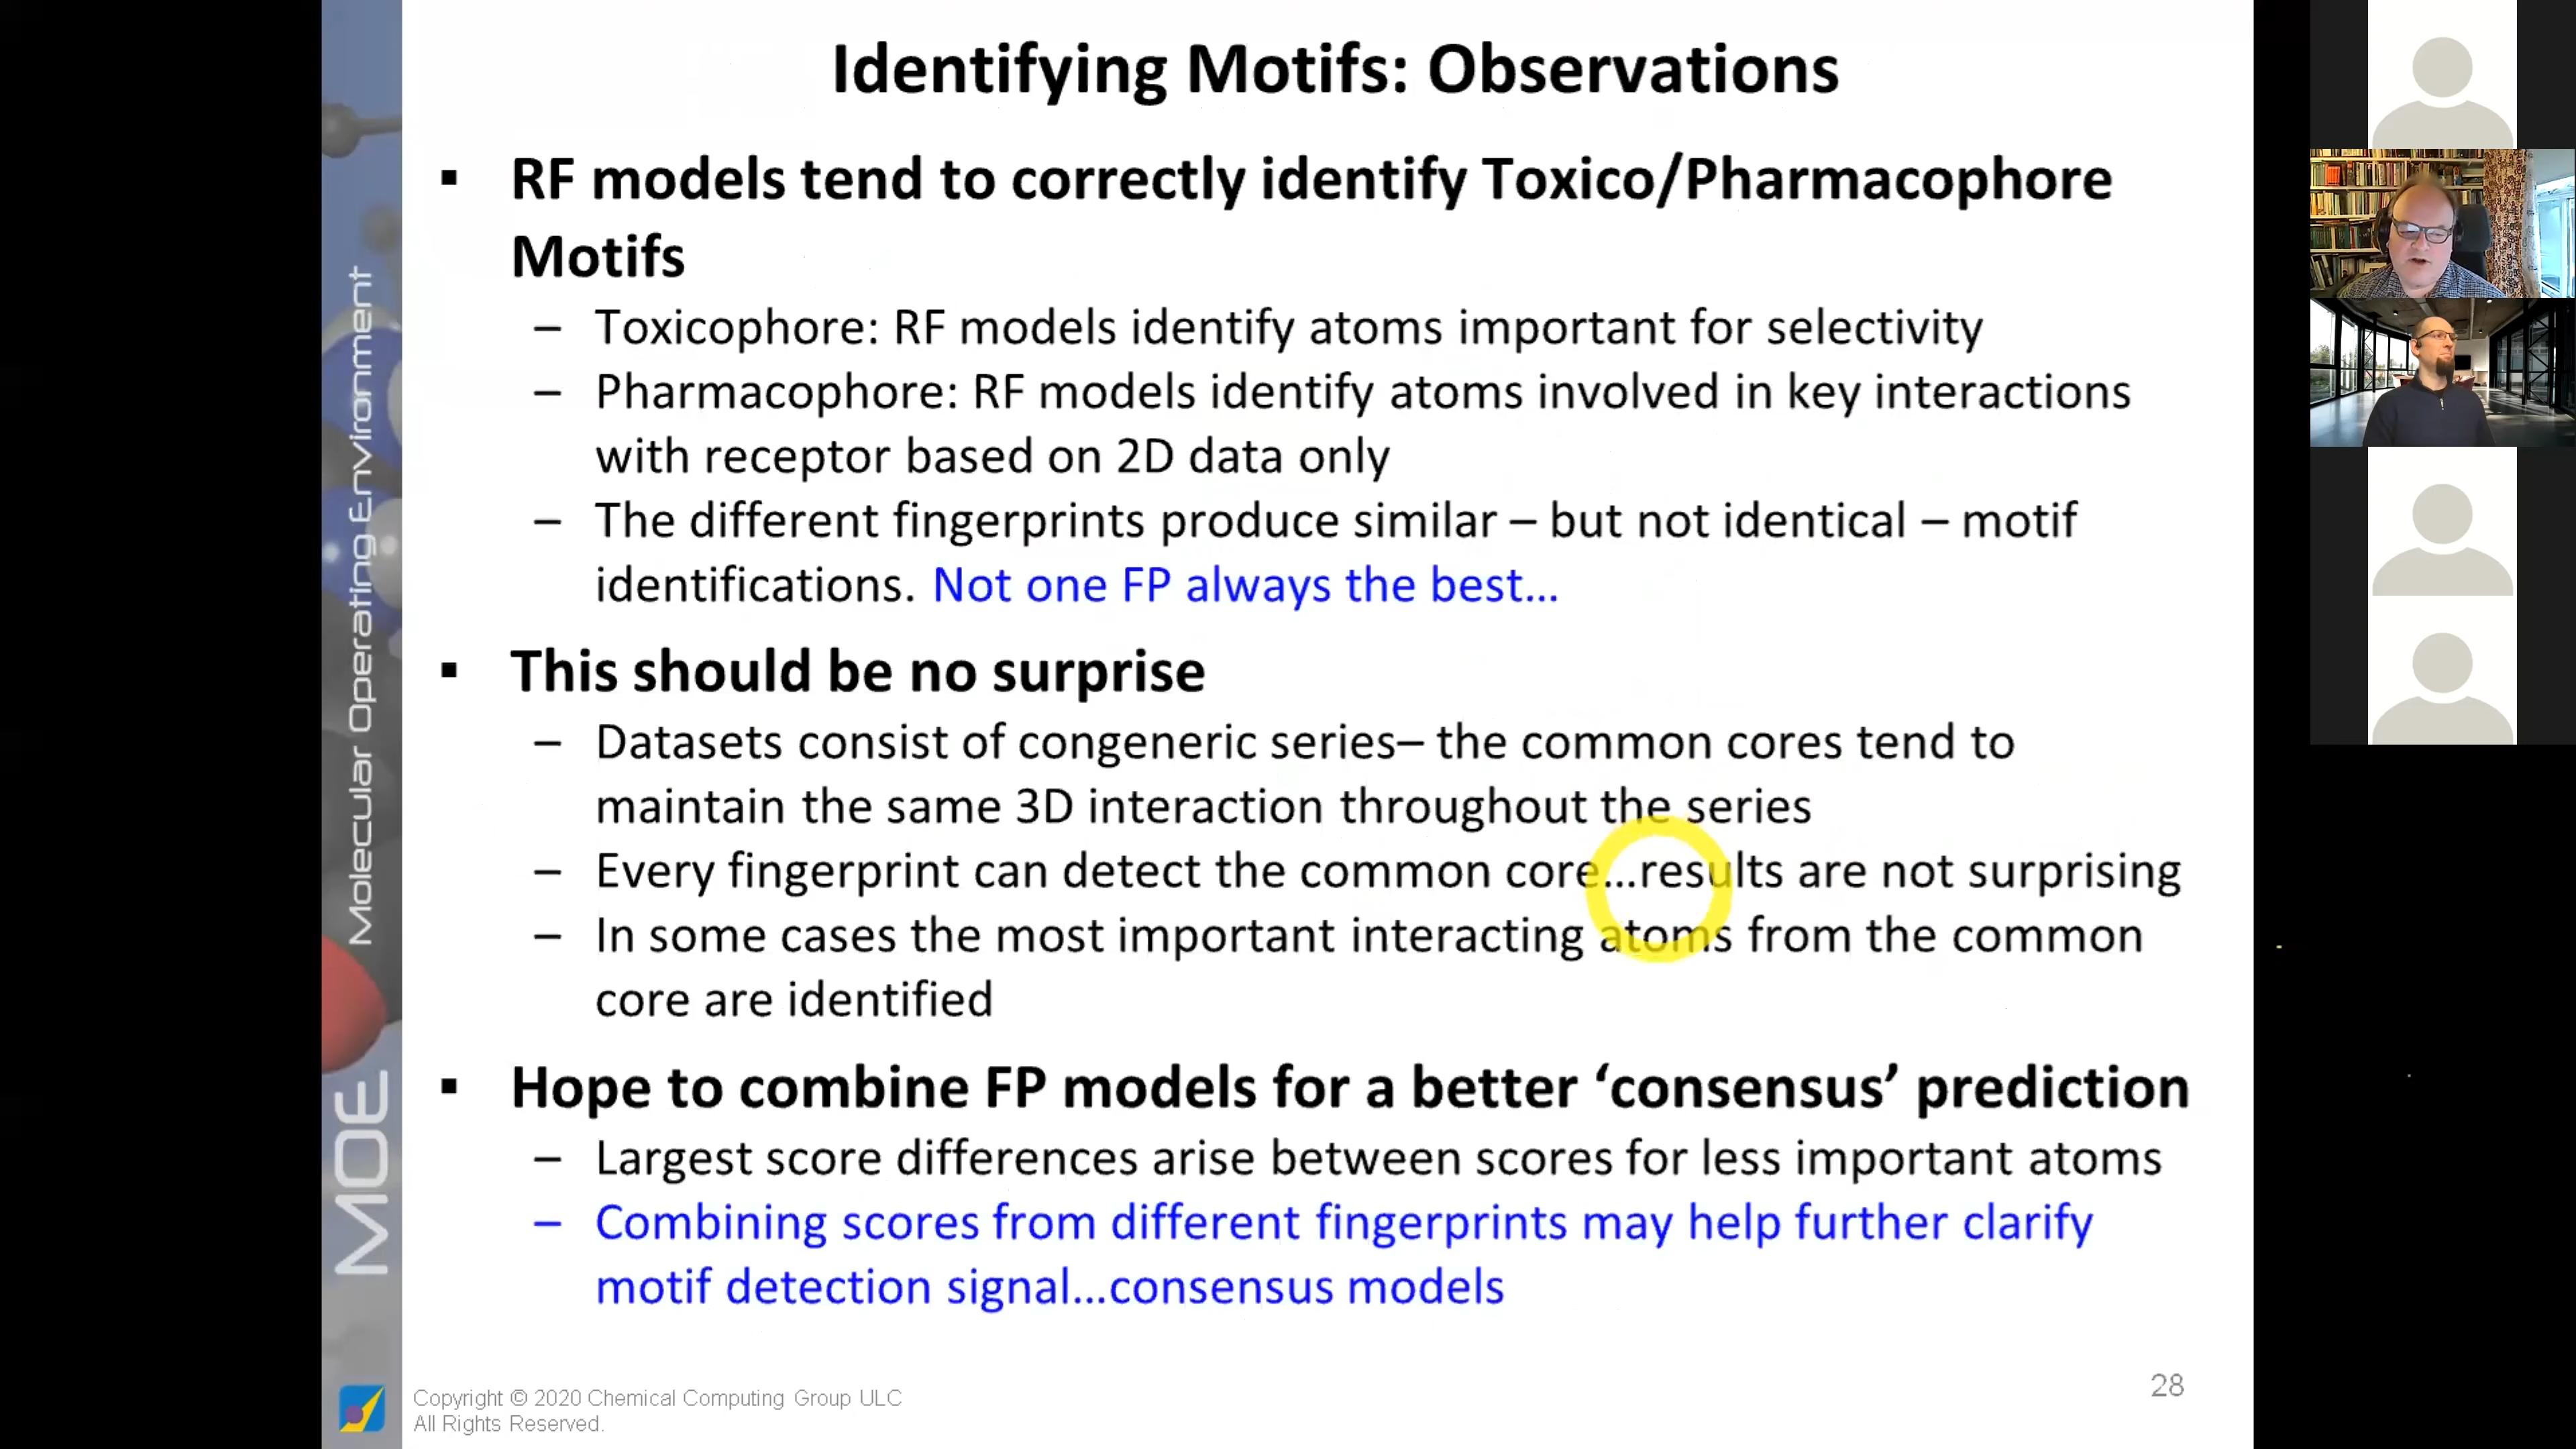 Identifying Motifs: Observations
▪ RF models tend to correctly identify Toxico/Pharmacophore
Motifs
– Toxicophore: RF models identify atoms important for selectivity
– Pharmacophore: RF models identify atoms involved in key interactions
with receptor based on 2D data only
– The different fingerprints produce similar – but not identical – motif
identifications. Not one FP always the best...
▪ This should be no surprise
– Datasets consist of congeneric series– the common cores tend to
maintain the same 3D interaction throughout the series
– Every fingerprint can detect the common core...results are not surprising
– In some cases the most important interacting atoms from the common
core are identified
▪ Hope to combine FP models for a better ‘consensus’ prediction
– Largest score differences arise between scores for less important atoms
– Combining scores from different fingerprints may help further clarify
motif detection signal...consensus models
MOE Molecular Operating Environment
Copyright © 2020 Chemical Computing Group ULC
All Rights Reserved.
28